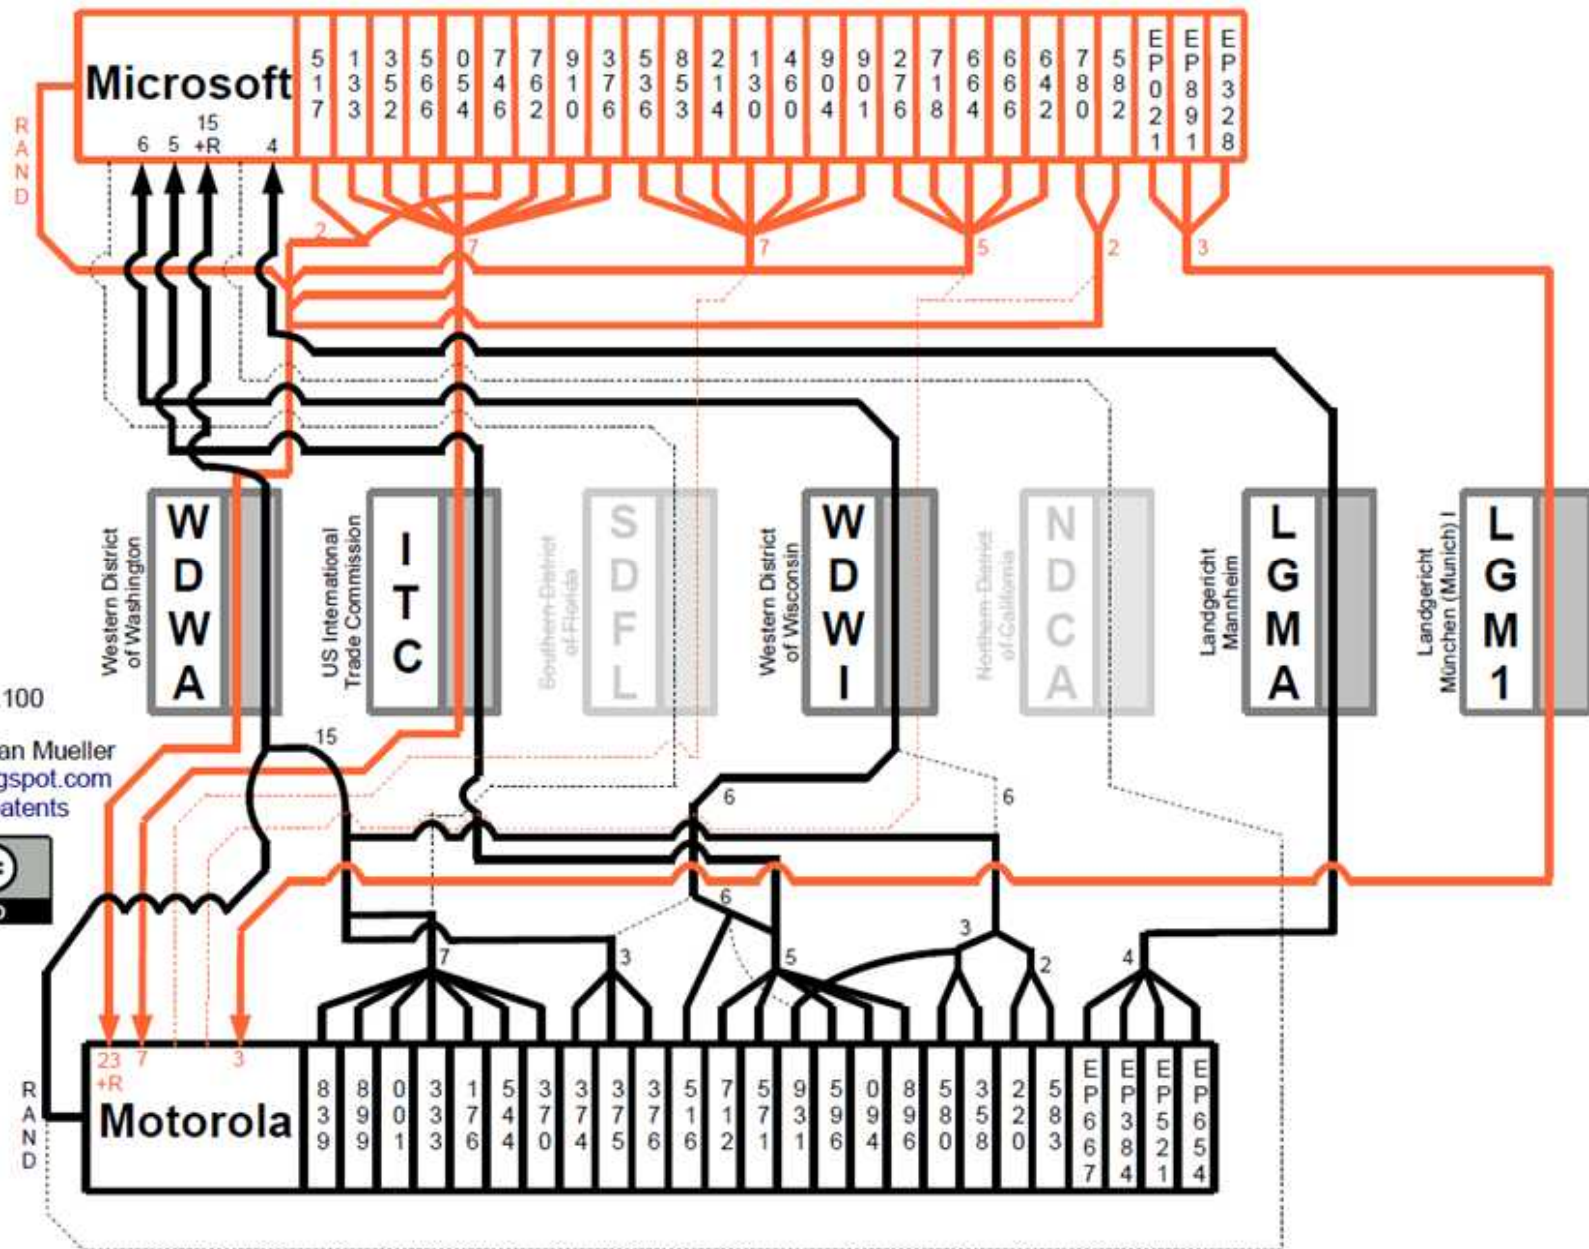 Microsoft
517
133
352
566
054
746
762
910
376
536
853
214
130
460
904
901
276
718
664
666
642
780
582
EP021
EP891
EP328
RAND
6
5
15
+R
4
2
7
7
5
2
3
Western District
of Washington
WDWA
US International
Trade Commission
ITC
Southern District
of Florida
SDFL
Western District
of Wisconsin
WDWI
Northern District
of California
NDCA
Landgericht
Mannheim
LGMA
Landgericht
München (Munich) I
LGM1
100
an Mueller
gspot.com
atents
15
6
6
6
3
7
3
5
2
4
23
+R
7
3
RAND
Motorola
839
899
001
333
176
544
370
374
375
376
516
712
571
931
596
094
896
580
358
220
583
EP667
EP384
EP521
EP654